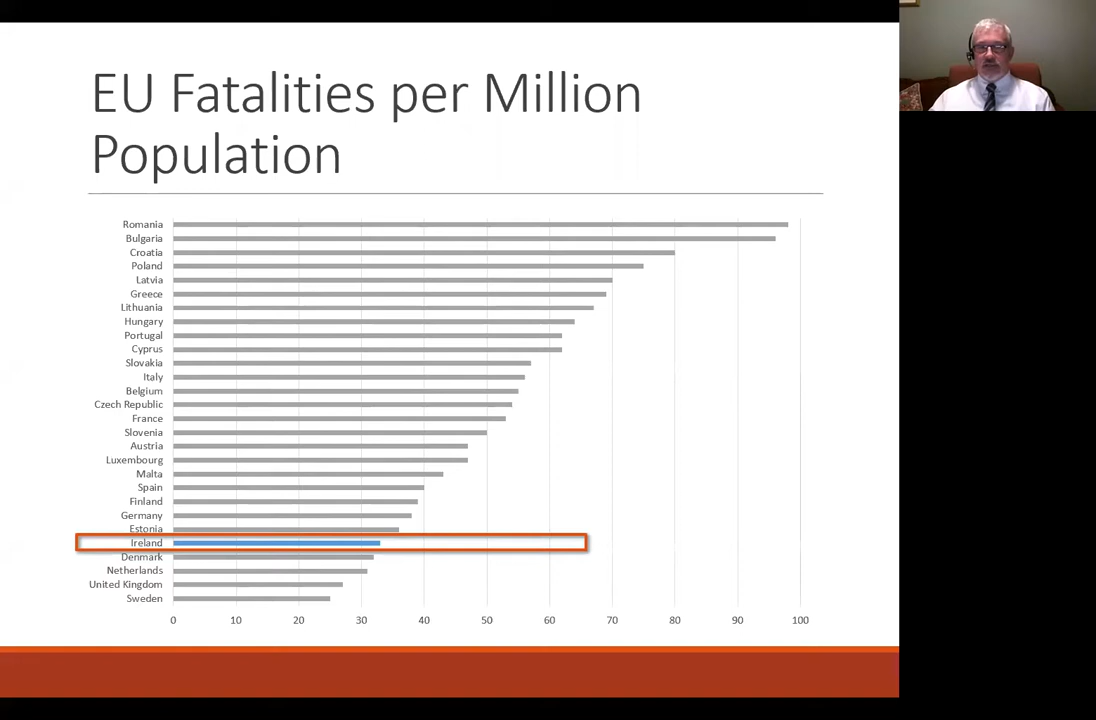 EU Fatalities per Million
Population
Romania
Bulgaria
Croatia
Poland
Latvia
Greece
Lithuania
Hungary
Portugal
Cyprus
Slovakia
Italy
Belgium
Czech Republic
France
Slovenia
Austria
Luxembourg
Malta
Spain
Finland
Germany
Estonia
Ireland
Denmark
Netherlands
United Kingdom
Sweden
0 10 20 30 40 50 60 70 80 90 100